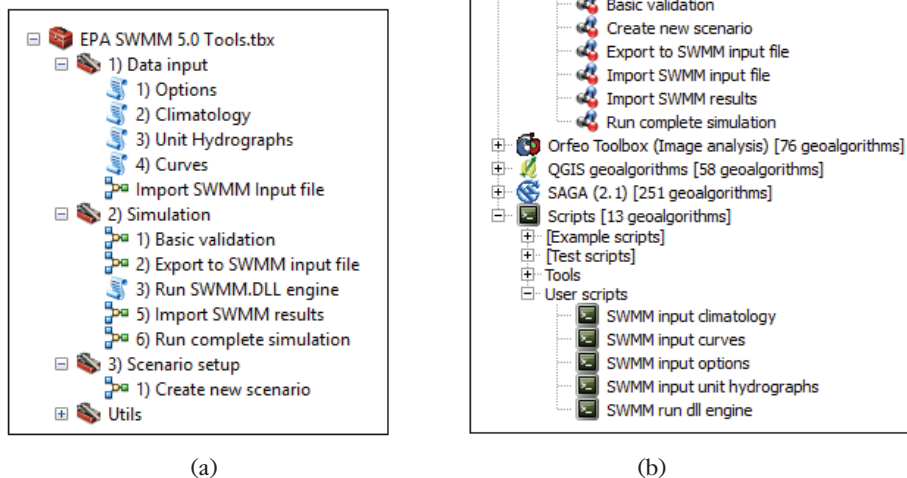 EPA SWMM 5.0 Tools.tbx
1) Data input
1) Options
2) Climatology
3) Unit Hydrographs
4) Curves
Import SWMM Input file
2) Simulation
1) Basic validation
2) Export to SWMM input file
3) Run SWMM.DLL engine
5) Import SWMM results
6) Run complete simulation
3) Scenario setup
1) Create new scenario
Utils
(a)
Basic validation
Create new scenario
Export to SWMM input file
Import SWMM input file
Import SWMM results
Run complete simulation
Orfeo Toolbox (Image analysis) [76 geoalgorithms]
QGIS geoalgorithms [58 geoalgorithms]
SAGA (2.1) [251 geoalgorithms]
Scripts [13 geoalgorithms]
[Example scripts]
[Test scripts]
Tools
User scripts
SWMM input climatology
SWMM input curves
SWMM input options
SWMM input unit hydrographs
SWMM run dll engine
(b)